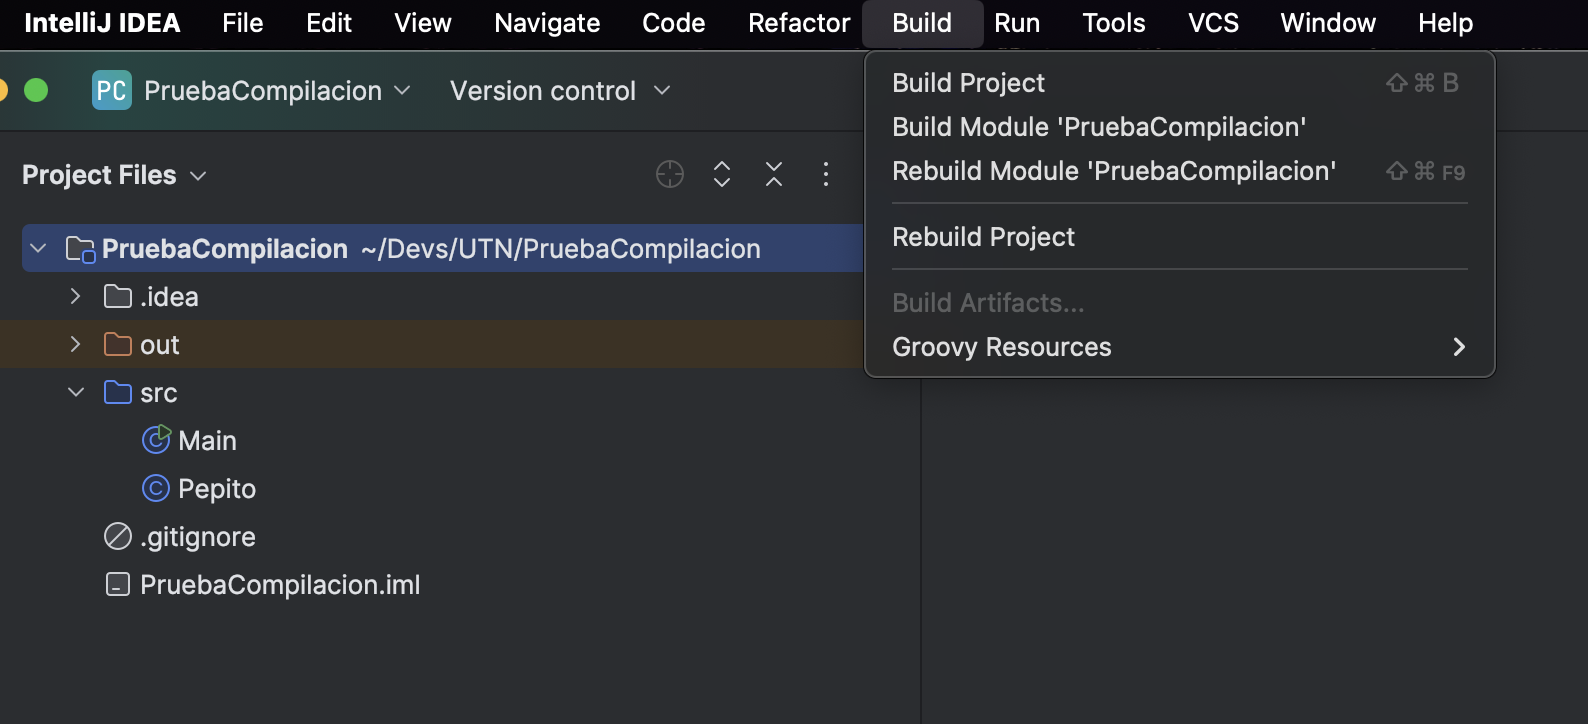 IntelliJ IDEA File Edit View Navigate Code Refactor Build Run Tools VCS Window Help
PC PruebaCompilacion Version control
Project Files
PruebaCompilacion ~/Devs/UTN/PruebaCompilacion
.idea
out
src
C Main
C Pepito
.gitignore
PruebaCompilacion.iml
Build Project ⇧⌘B
Build Module 'PruebaCompilacion'
Rebuild Module 'PruebaCompilacion' ⇧⌘F9
Rebuild Project
Build Artifacts...
Groovy Resources